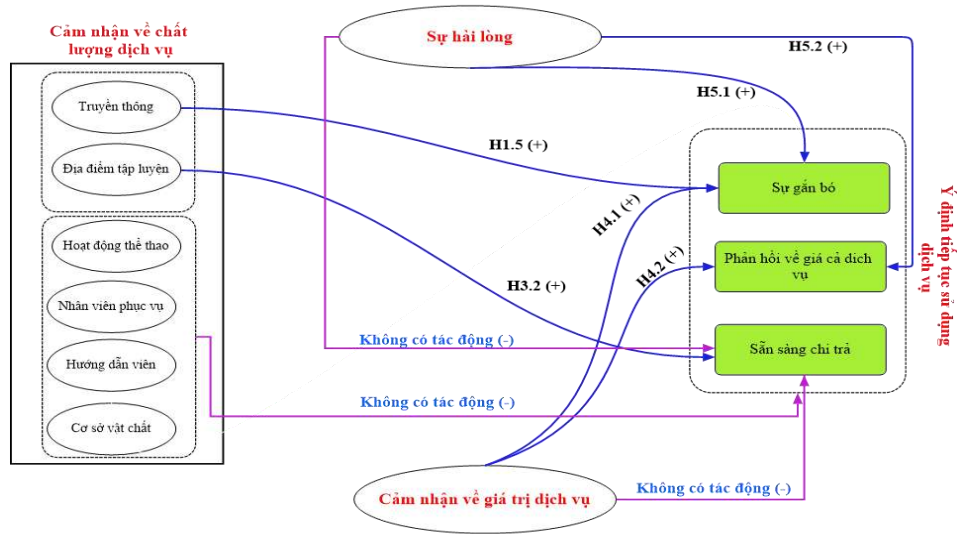 Cảm nhận về chất
lượng dịch vụ
Truyền thông
Địa điểm tập luyện
Hoạt động thể thao
Nhân viên phục vụ
Hướng dẫn viên
Cơ sở vật chất
Sự hải lòng
H5.2 (+)
H5.1 (+)
H1.5 (+)
H4.1 (+)
H4.2 (+)
H3.2 (+)
Không có tác động (-)
Không có tác động (-)
Không có tác động (-)
Sự gắn bó
Phản hồi về giá cả dịch
vụ
Sẵn sàng chi trả
Ý định tiếp tục sử dụng
dịch vụ
Cảm nhận về giá trị dịch vụ